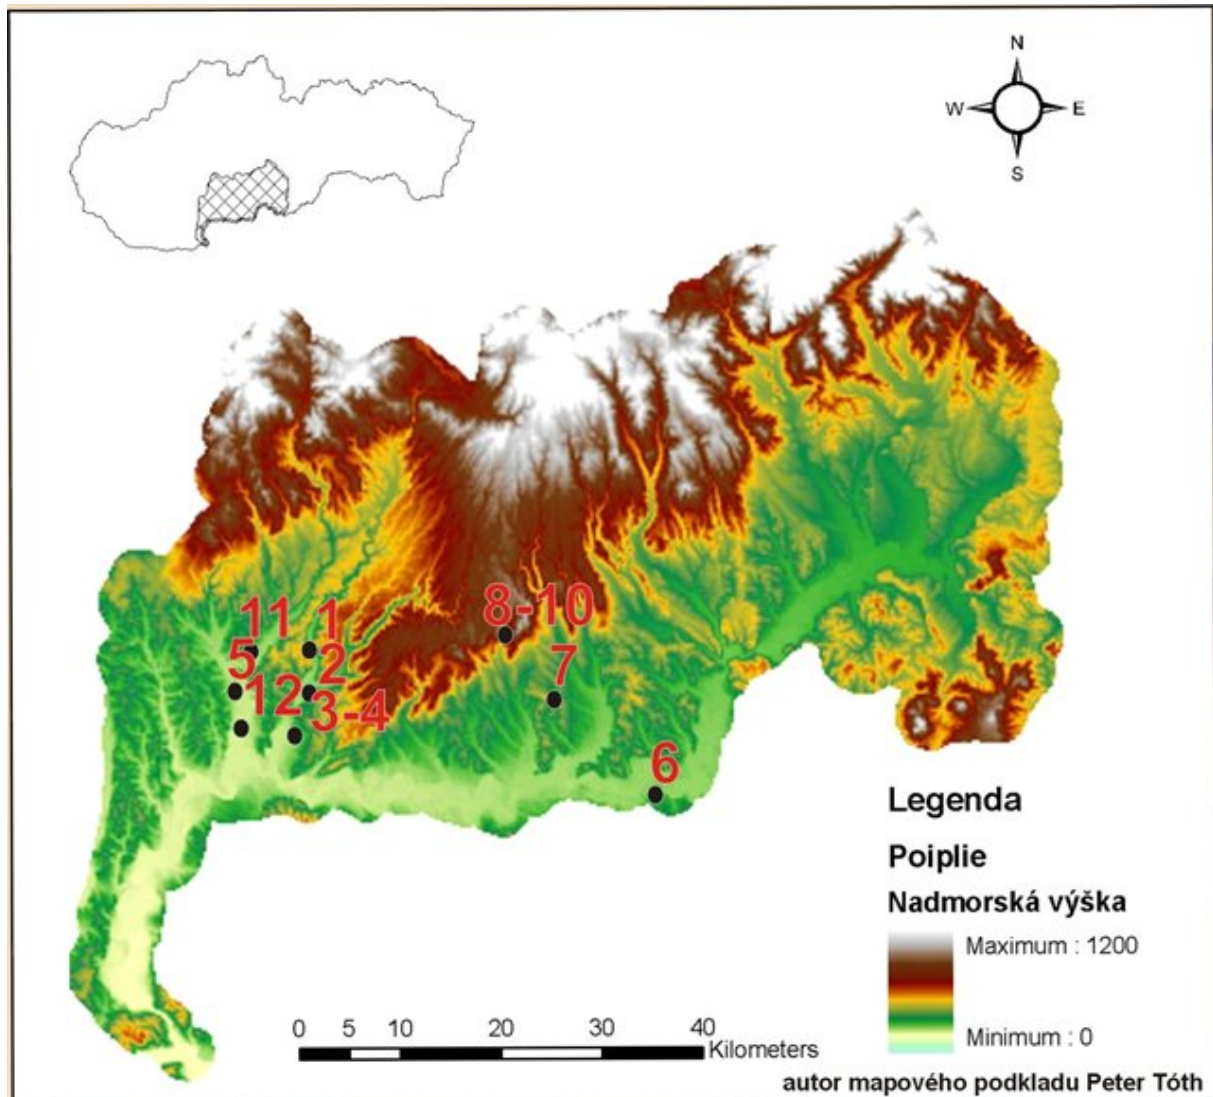 N
W E
S
8-10
11 1
5 2
7
12 3-4
6
Legenda
Poiplie
Nadmorská výška
Maximum : 1200
Minimum : 0
0 5 10 20 30 40
Kilometers
autor mapového podkladu Peter Tóth